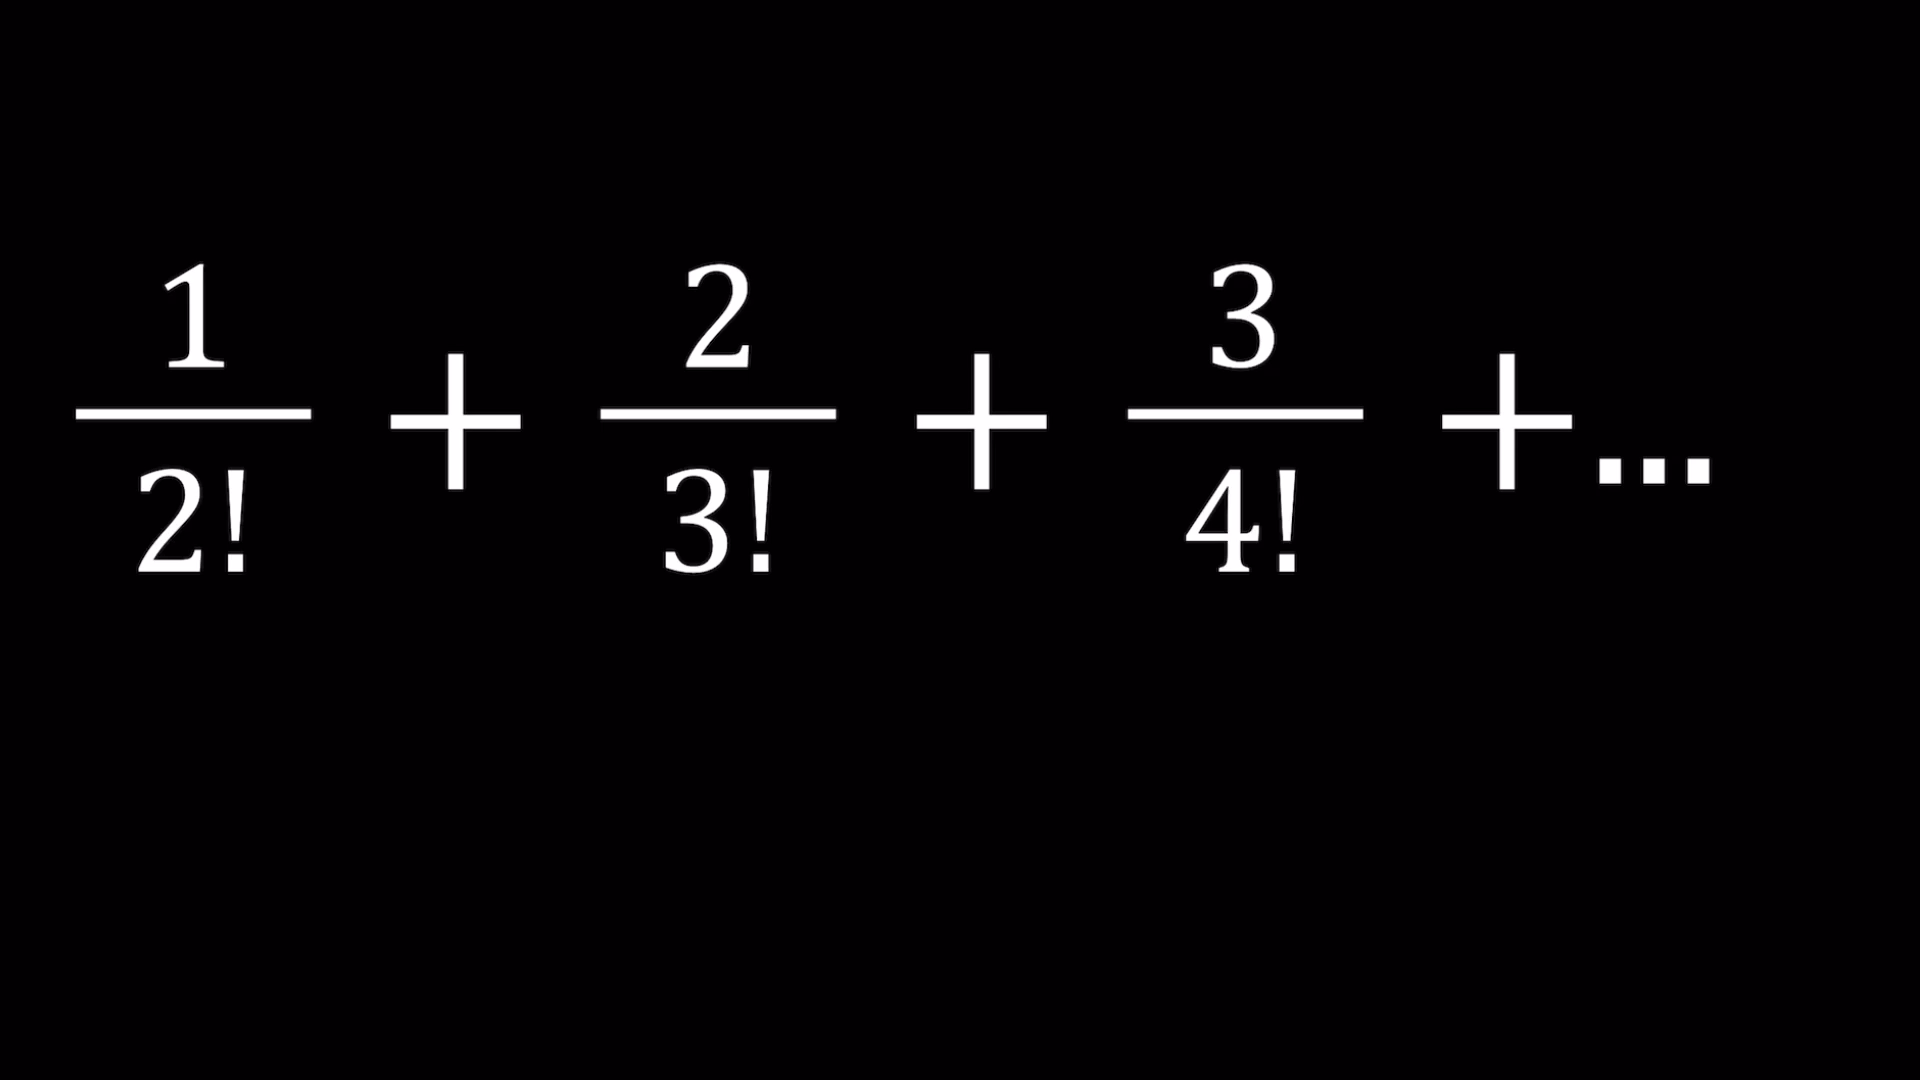 1/2! + 2/3! + 3/4! +...